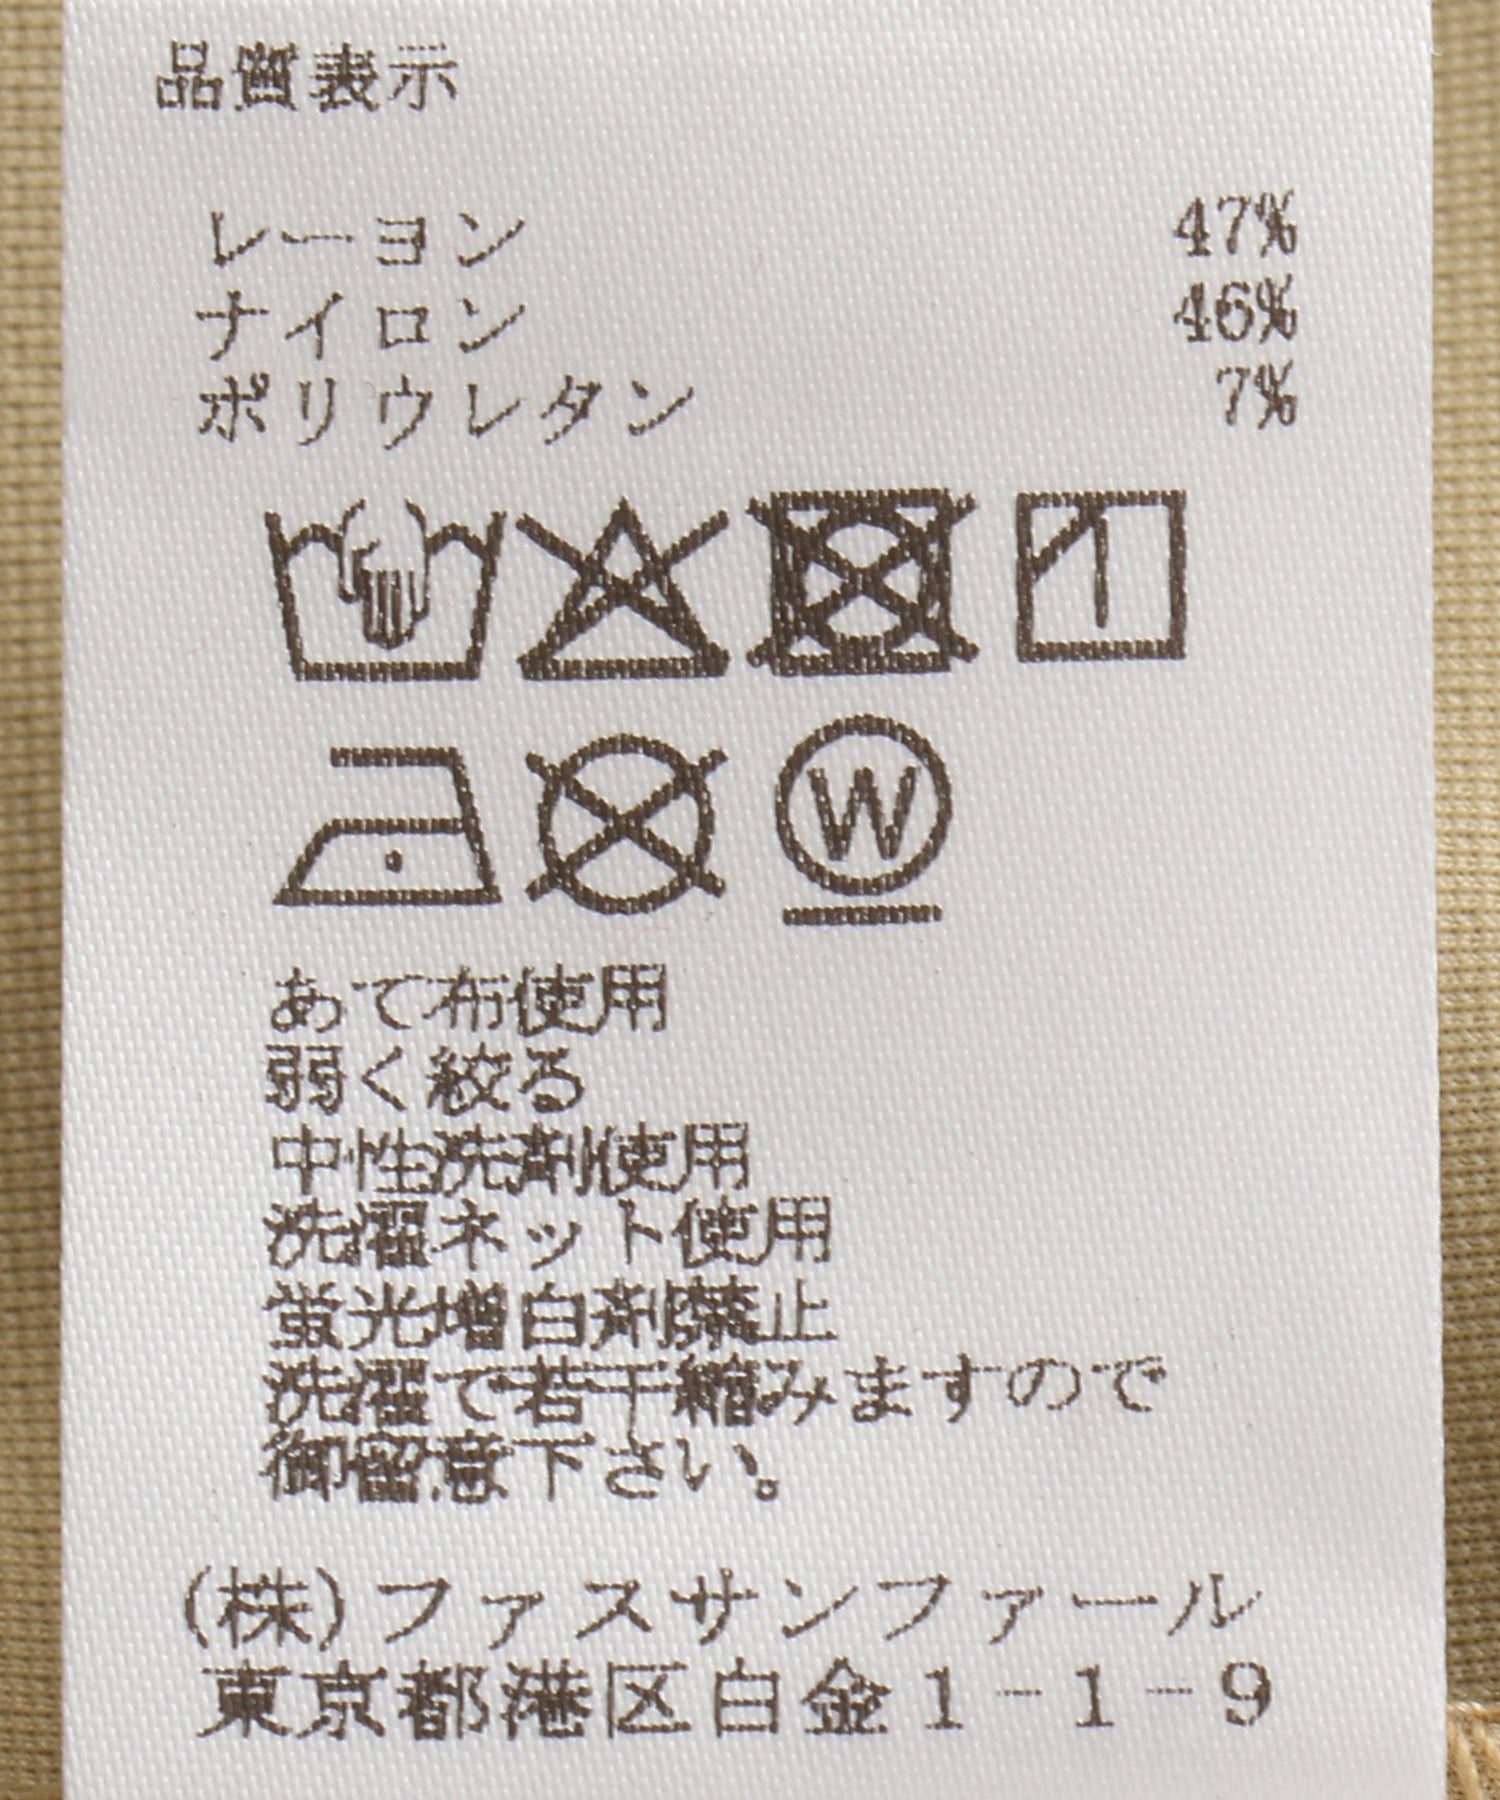 品質表示
レーヨン 47%
ナイロン 46%
ポリウレタン 7%
W
あて布使用
弱く絞る
中性洗剤使用
洗濯ネット使用
蛍光増白剤禁止
洗濯で若干縮みますので
御留意下さい。
(株)ファスサンファール
東京都港区白金1-1-9